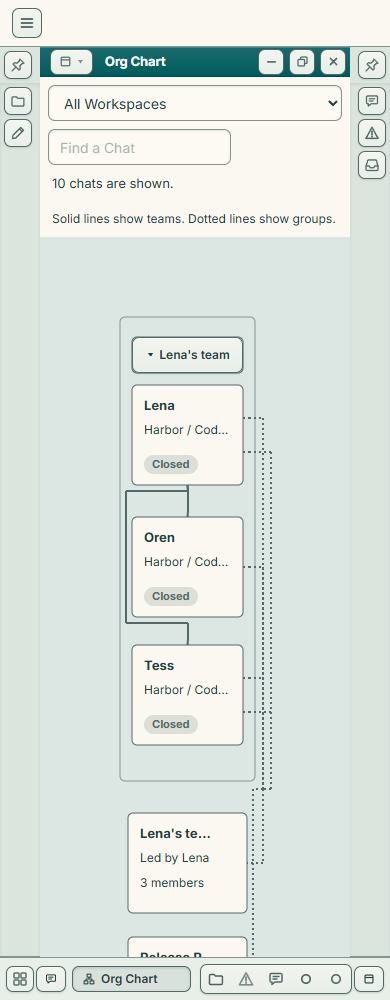 Org Chart
All Workspaces
Find a Chat
10 chats are shown.
Solid lines show teams. Dotted lines show groups.
Lena's team
Lena
Harbor / Cod...
Closed
Oren
Harbor / Cod...
Closed
Tess
Harbor / Cod...
Closed
Lena's te...
Led by Lena
3 members
Org Chart